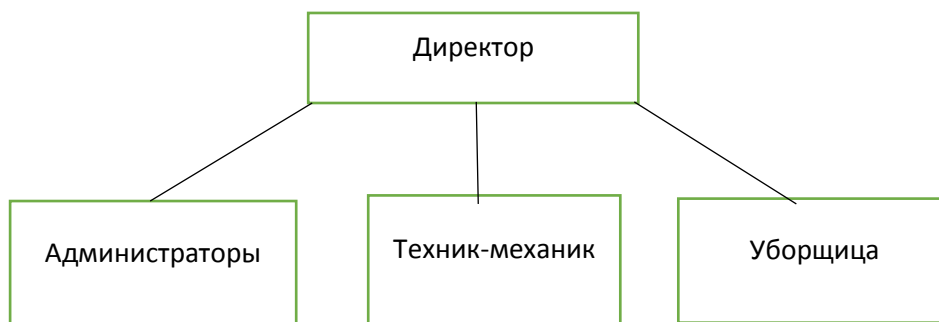 Директор
Администраторы
Техник-механик
Уборщица